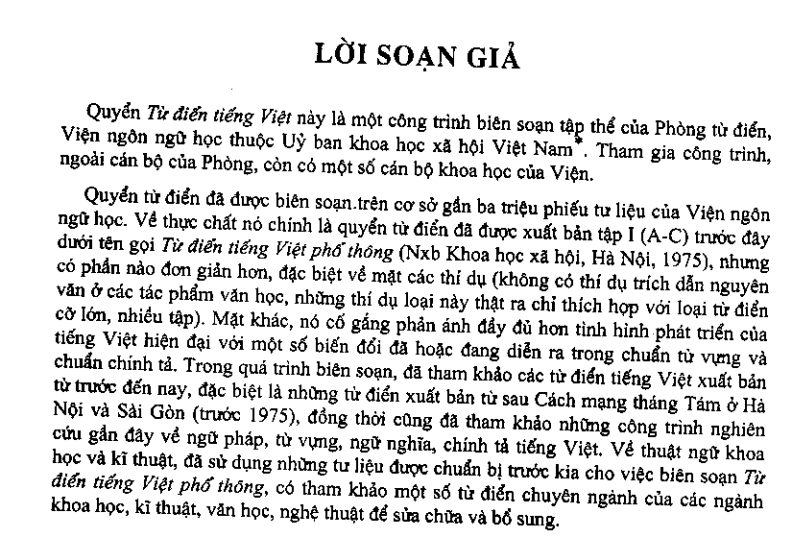 LỜI SOẠN GIẢ
Quyển Từ điển tiếng Việt này là một công trình biên soạn tập thể của Phòng từ điển,
Viện ngôn ngữ học thuộc Uỷ ban khoa học xã hội Việt Nam*. Tham gia công trình,
ngoài cán bộ của Phòng, còn có một số cán bộ khoa học của Viện.
Quyển từ điển đã được biên soạn.trên cơ sở gần ba triệu phiếu tư liệu của Viện ngôn
ngữ học. Về thực chất nó chính là quyển từ điển đã được xuất bản tập I (A-C) trước đây
dưới tên gọi Từ điển tiếng Việt phổ thông (Nxb Khoa học xã hội, Hà Nội, 1975), nhưng
có phần nào đơn giản hơn, đặc biệt về mặt các thí dụ (không có thí dụ trích dẫn nguyên
văn ở các tác phẩm văn học, những thí dụ loại này thật ra chỉ thích hợp với loại từ điển
cỡ lớn, nhiều tập). Mặt khác, nó cố gắng phản ánh đầy đủ hơn tình hình phát triển của
tiếng Việt hiện đại với một số biến đổi đã hoặc đang diễn ra trong chuẩn từ vựng và
chuẩn chính tả. Trong quá trình biên soạn, đã tham khảo các từ điển tiếng Việt xuất bản
từ trước đến nay, đặc biệt là những từ điển xuất bản từ sau Cách mạng tháng Tám ở Hà
Nội và Sài Gòn (trước 1975), đồng thời cũng đã tham khảo những công trình nghiên
cứu gần đây về ngữ pháp, từ vựng, ngữ nghĩa, chính tả tiếng Việt. Về thuật ngữ khoa
học và kĩ thuật, đã sử dụng những tư liệu được chuẩn bị trước kia cho việc biên soạn Từ
điển tiếng Việt phổ thông, có tham khảo một số từ điển chuyên ngành của các ngành
khoa học, kĩ thuật, văn học, nghệ thuật để sửa chữa và bổ sung.